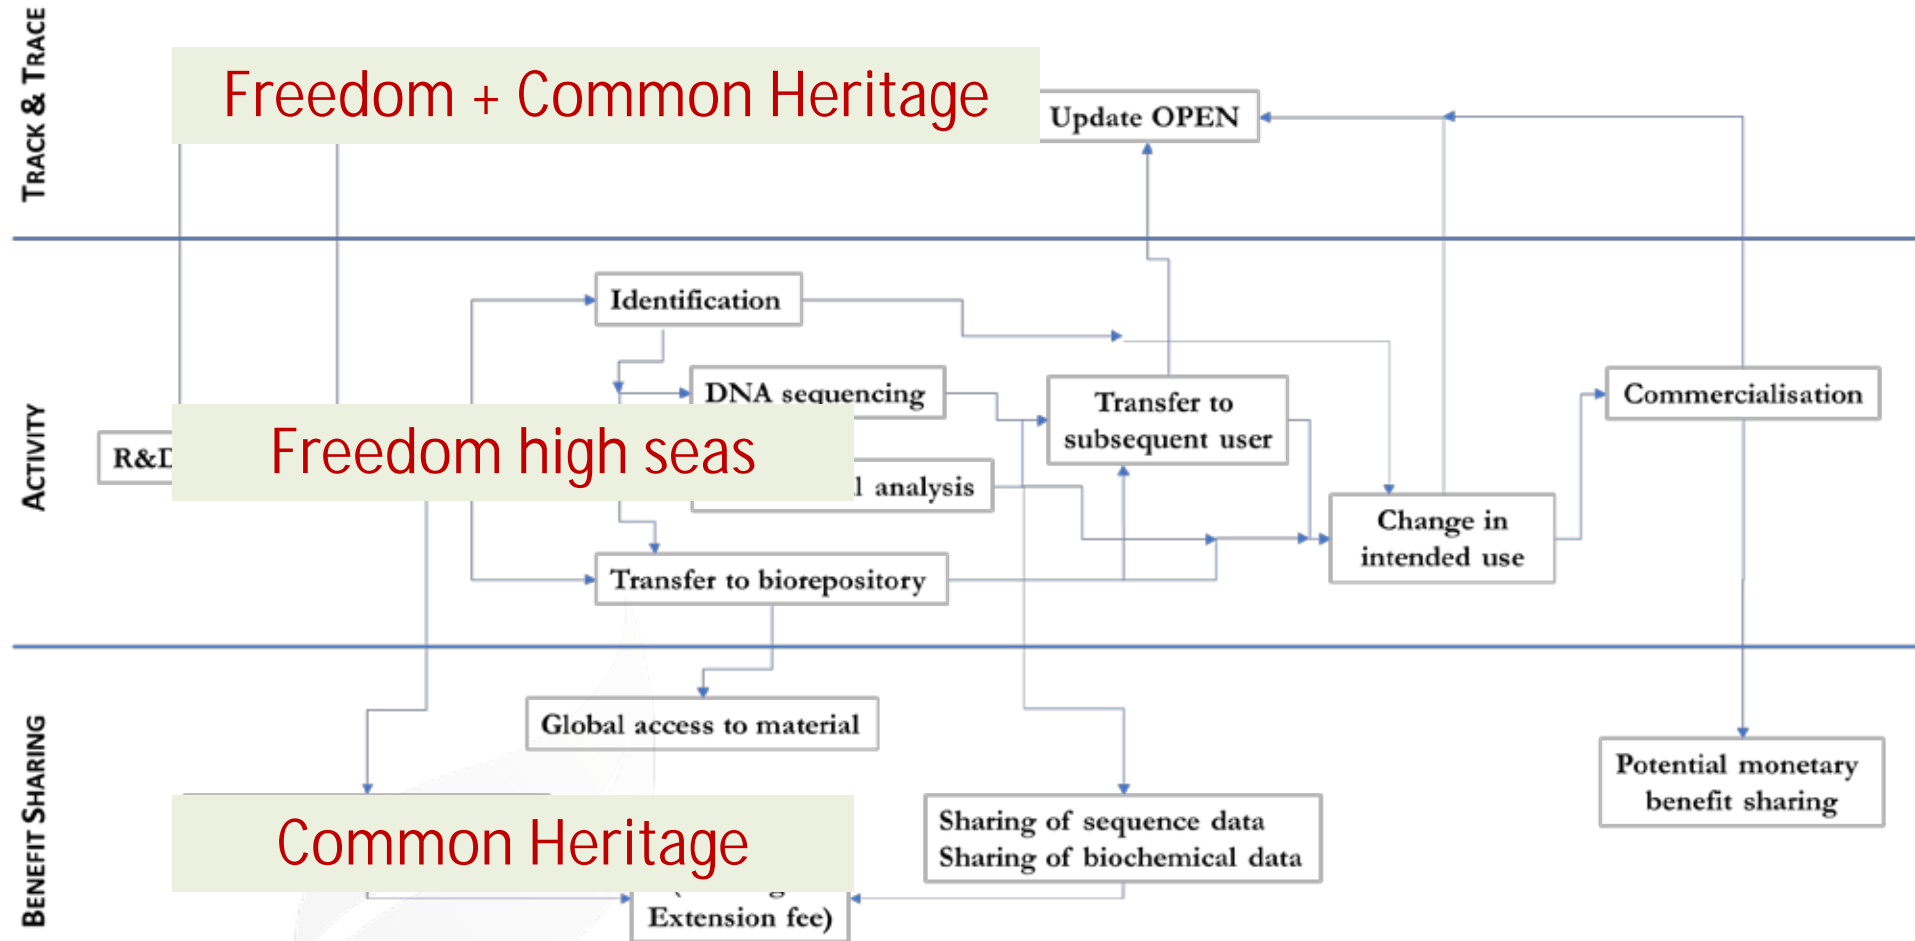 TRACK & TRACE
Freedom + Common Heritage
Update OPEN
ACTIVITY
Identification
DNA sequencing
Transfer to
subsequent user
Commercialisation
R&D
Freedom high seas
analysis
Change in
intended use
Transfer to biorepository
BENEFIT SHARING
Global access to material
Potential monetary
benefit sharing
Common Heritage
Sharing of sequence data
Sharing of biochemical data
Extension fee)